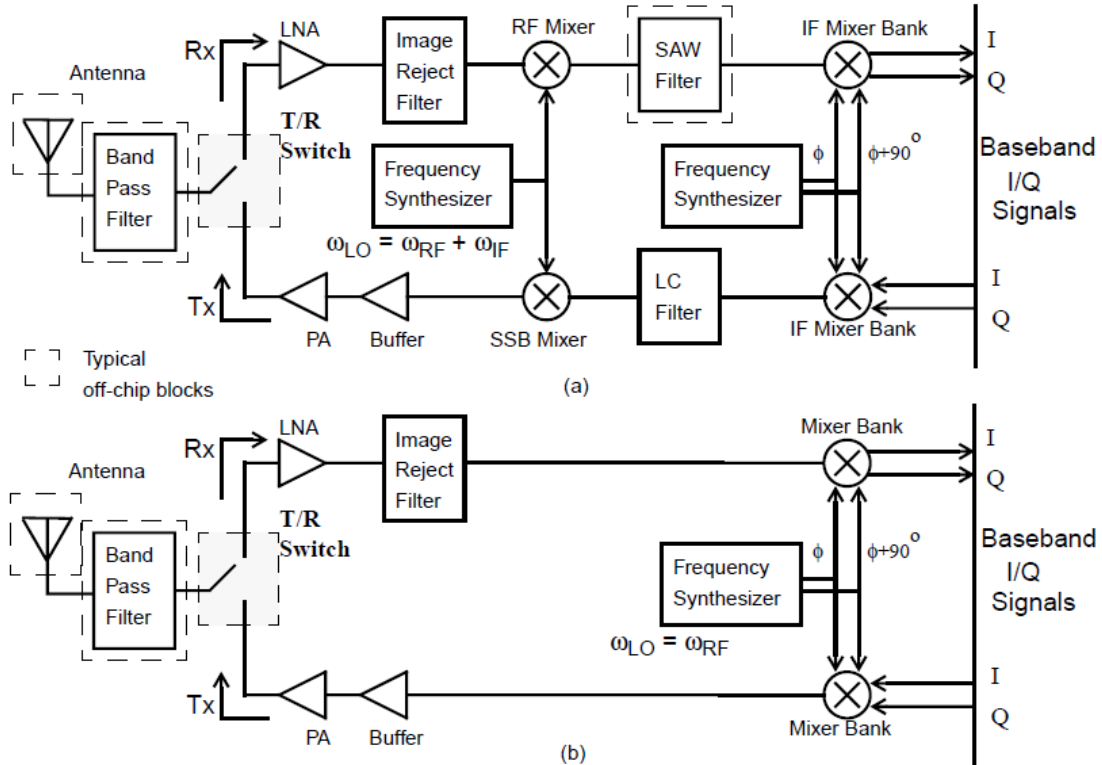 Rx
LNA
Image
Reject
Filter
RF Mixer
SAW
Filter
IF Mixer Bank
I
Q
Antenna
Band
Pass
Filter
T/R
Switch
Frequency
Synthesizer
ωLO = ωRF + ωIF
Frequency
Synthesizer
ϕ
ϕ+90°
Baseband
I/Q
Signals
Tx
PA
Buffer
SSB Mixer
LC
Filter
IF Mixer Bank
I
Q
Typical
off-chip blocks
(a)
Rx
LNA
Image
Reject
Filter
Mixer Bank
I
Q
Antenna
Band
Pass
Filter
T/R
Switch
Frequency
Synthesizer
ωLO = ωRF
ϕ
ϕ+90°
Baseband
I/Q
Signals
Tx
PA
Buffer
Mixer Bank
I
Q
(b)